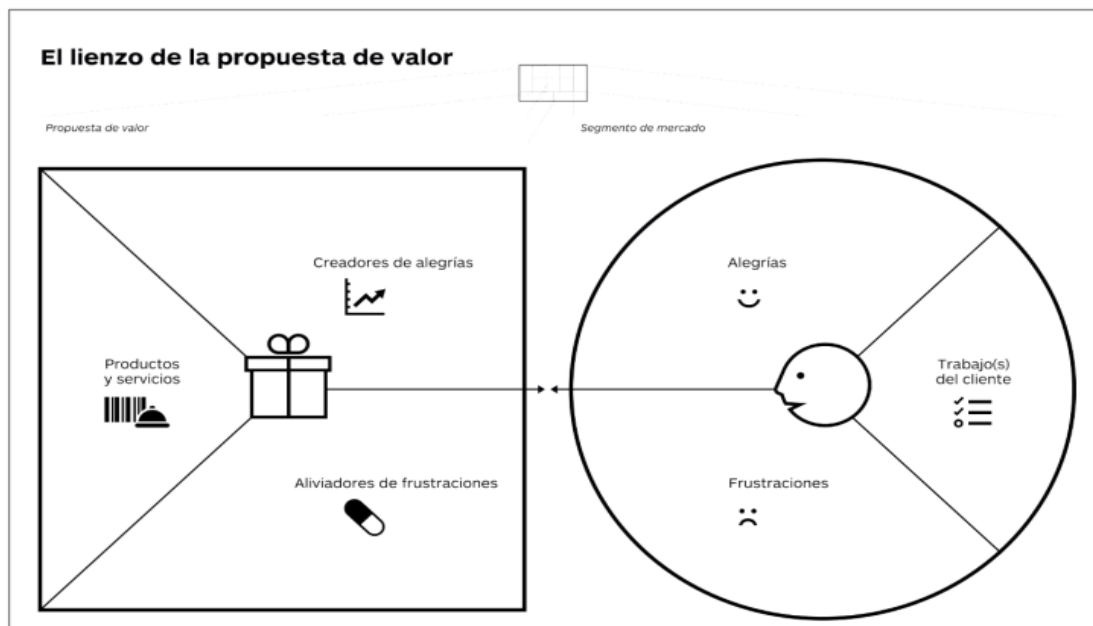 El lienzo de la propuesta de valor
Propuesta de valor
Segmento de mercado
Creadores de alegrías
Productos
y servicios
Aliviadores de frustraciones
Alegrías
Trabajo(s)
del cliente
Frustraciones